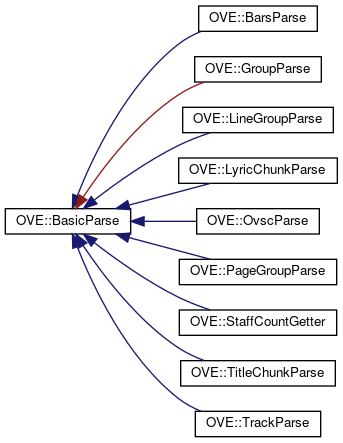 OVE::BarsParse
OVE::GroupParse
OVE::LineGroupParse
OVE::LyricChunkParse
OVE::BasicParse
OVE::OvscParse
OVE::PageGroupParse
OVE::StaffCountGetter
OVE::TitleChunkParse
OVE::TrackParse